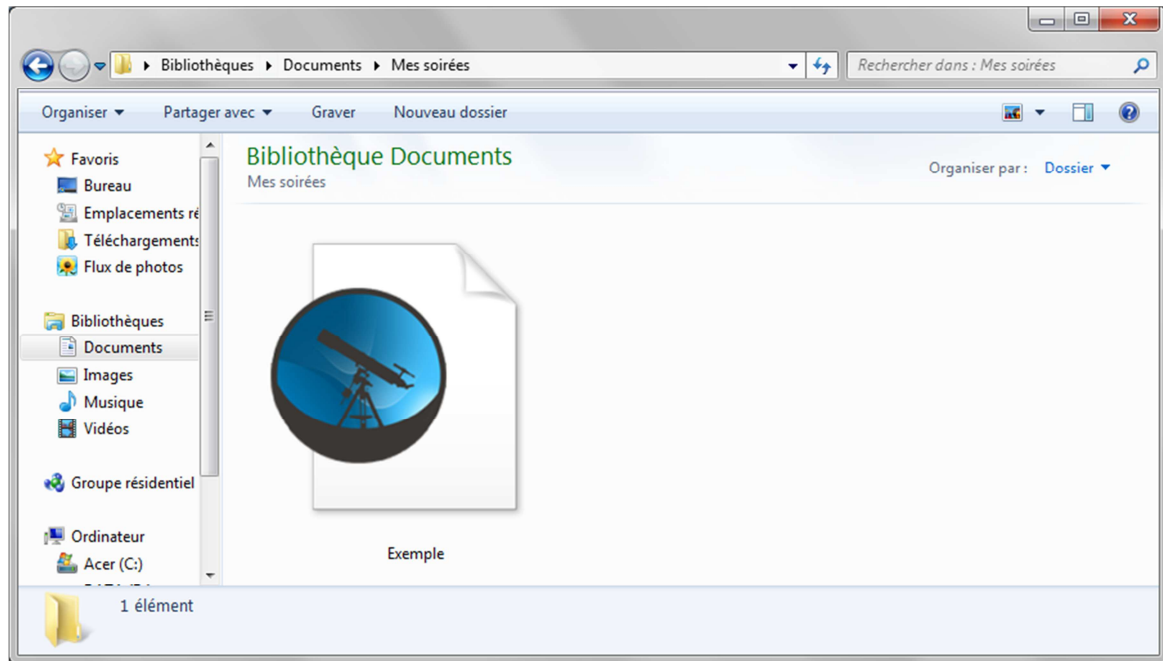 Bibliothèques Documents Mes soirées
Rechercher dans : Mes soirées
Organiser Partager avec Graver Nouveau dossier
Favoris
Bureau
Emplacements ré
Téléchargements
Flux de photos
Bibliothèques
Documents
Images
Musique
Vidéos
Groupe résidentiel
Ordinateur
Acer (C:)
Bibliothèque Documents
Mes soirées
Organiser par : Dossier
Exemple
1 élément